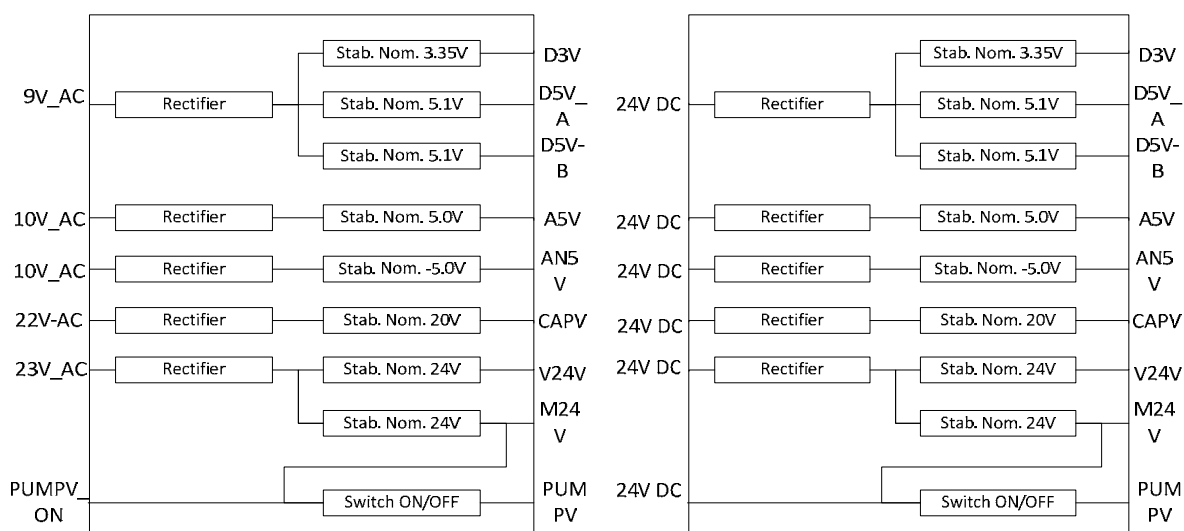 Stab. Nom. 3.35V
D3V
9V_AC
Rectifier
Stab. Nom. 5.1V
D5V_
A
Stab. Nom. 5.1V
D5V-
B
10V_AC
Rectifier
Stab. Nom. 5.0V
A5V
10V_AC
Rectifier
Stab. Nom. -5.0V
AN5
V
22V-AC
Rectifier
Stab. Nom. 20V
CAPV
23V_AC
Rectifier
Stab. Nom. 24V
V24V
Stab. Nom. 24V
M24
V
PUMPV_
ON
Switch ON/OFF
PUM
PV
Stab. Nom. 3.35V
D3V
24V DC
Rectifier
Stab. Nom. 5.1V
D5V_
A
Stab. Nom. 5.1V
D5V-
B
24V DC
Rectifier
Stab. Nom. 5.0V
A5V
24V DC
Rectifier
Stab. Nom. -5.0V
AN5
V
24V DC
Rectifier
Stab. Nom. 20V
CAPV
24V DC
Rectifier
Stab. Nom. 24V
V24V
Stab. Nom. 24V
M24
V
24V DC
Switch ON/OFF
PUM
PV